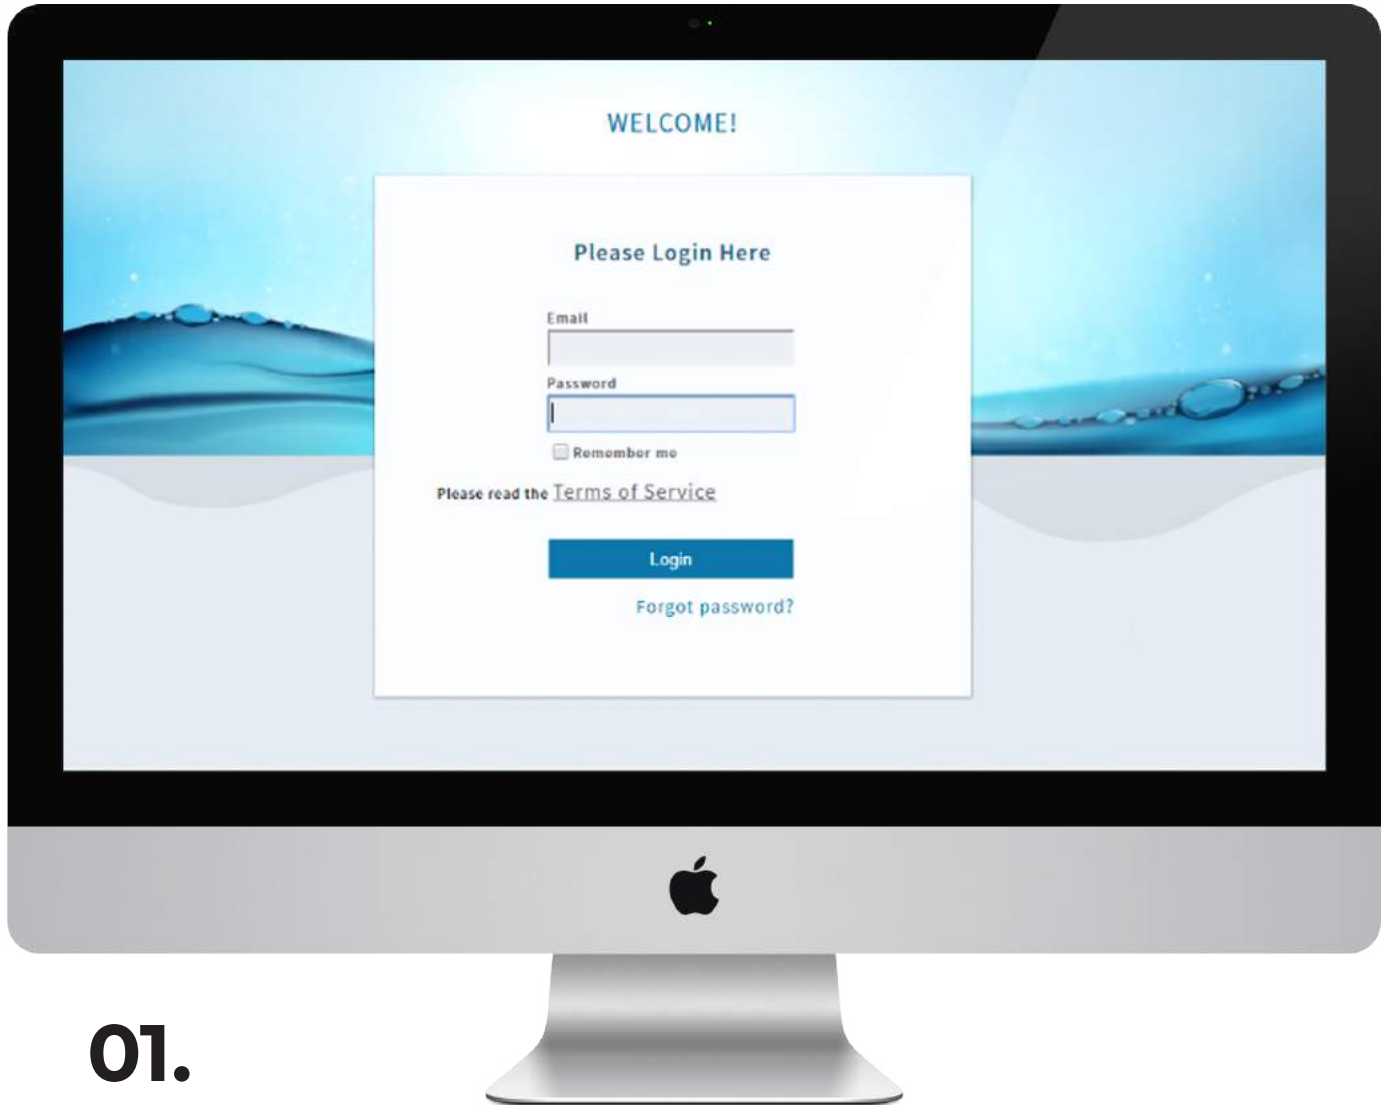 WELCOME!
Please Login Here
Email
Password
Remember me
Please read the Terms of Service
Login
Forgot password?
01.